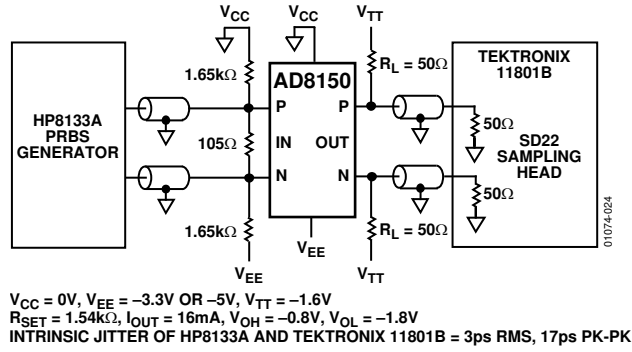 VCC
VCC
VTT
1.65kΩ
RL = 50Ω
TEKTRONIX
11801B
AD8150
HP8133A
PRBS
GENERATOR
P
P
105Ω
IN
OUT
50Ω
SD22
SAMPLING
HEAD
N
N
50Ω
1.65kΩ
VEE
RL = 50Ω
VEE
VTT
01074-024
VCC = 0V, VEE = –3.3V OR –5V, VTT = –1.6V
RSET = 1.54kΩ, IOUT = 16mA, VOH = –0.8V, VOL = –1.8V
INTRINSIC JITTER OF HP8133A AND TEKTRONIX 11801B = 3ps RMS, 17ps PK-PK